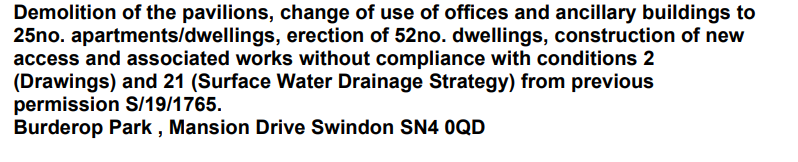 Demolition of the pavilions, change of use of offices and ancillary buildings to
25no. apartments/dwellings, erection of 52no. dwellings, construction of new
access and associated works without compliance with conditions 2
(Drawings) and 21 (Surface Water Drainage Strategy) from previous
permission S/19/1765.
Burderop Park , Mansion Drive Swindon SN4 0QD